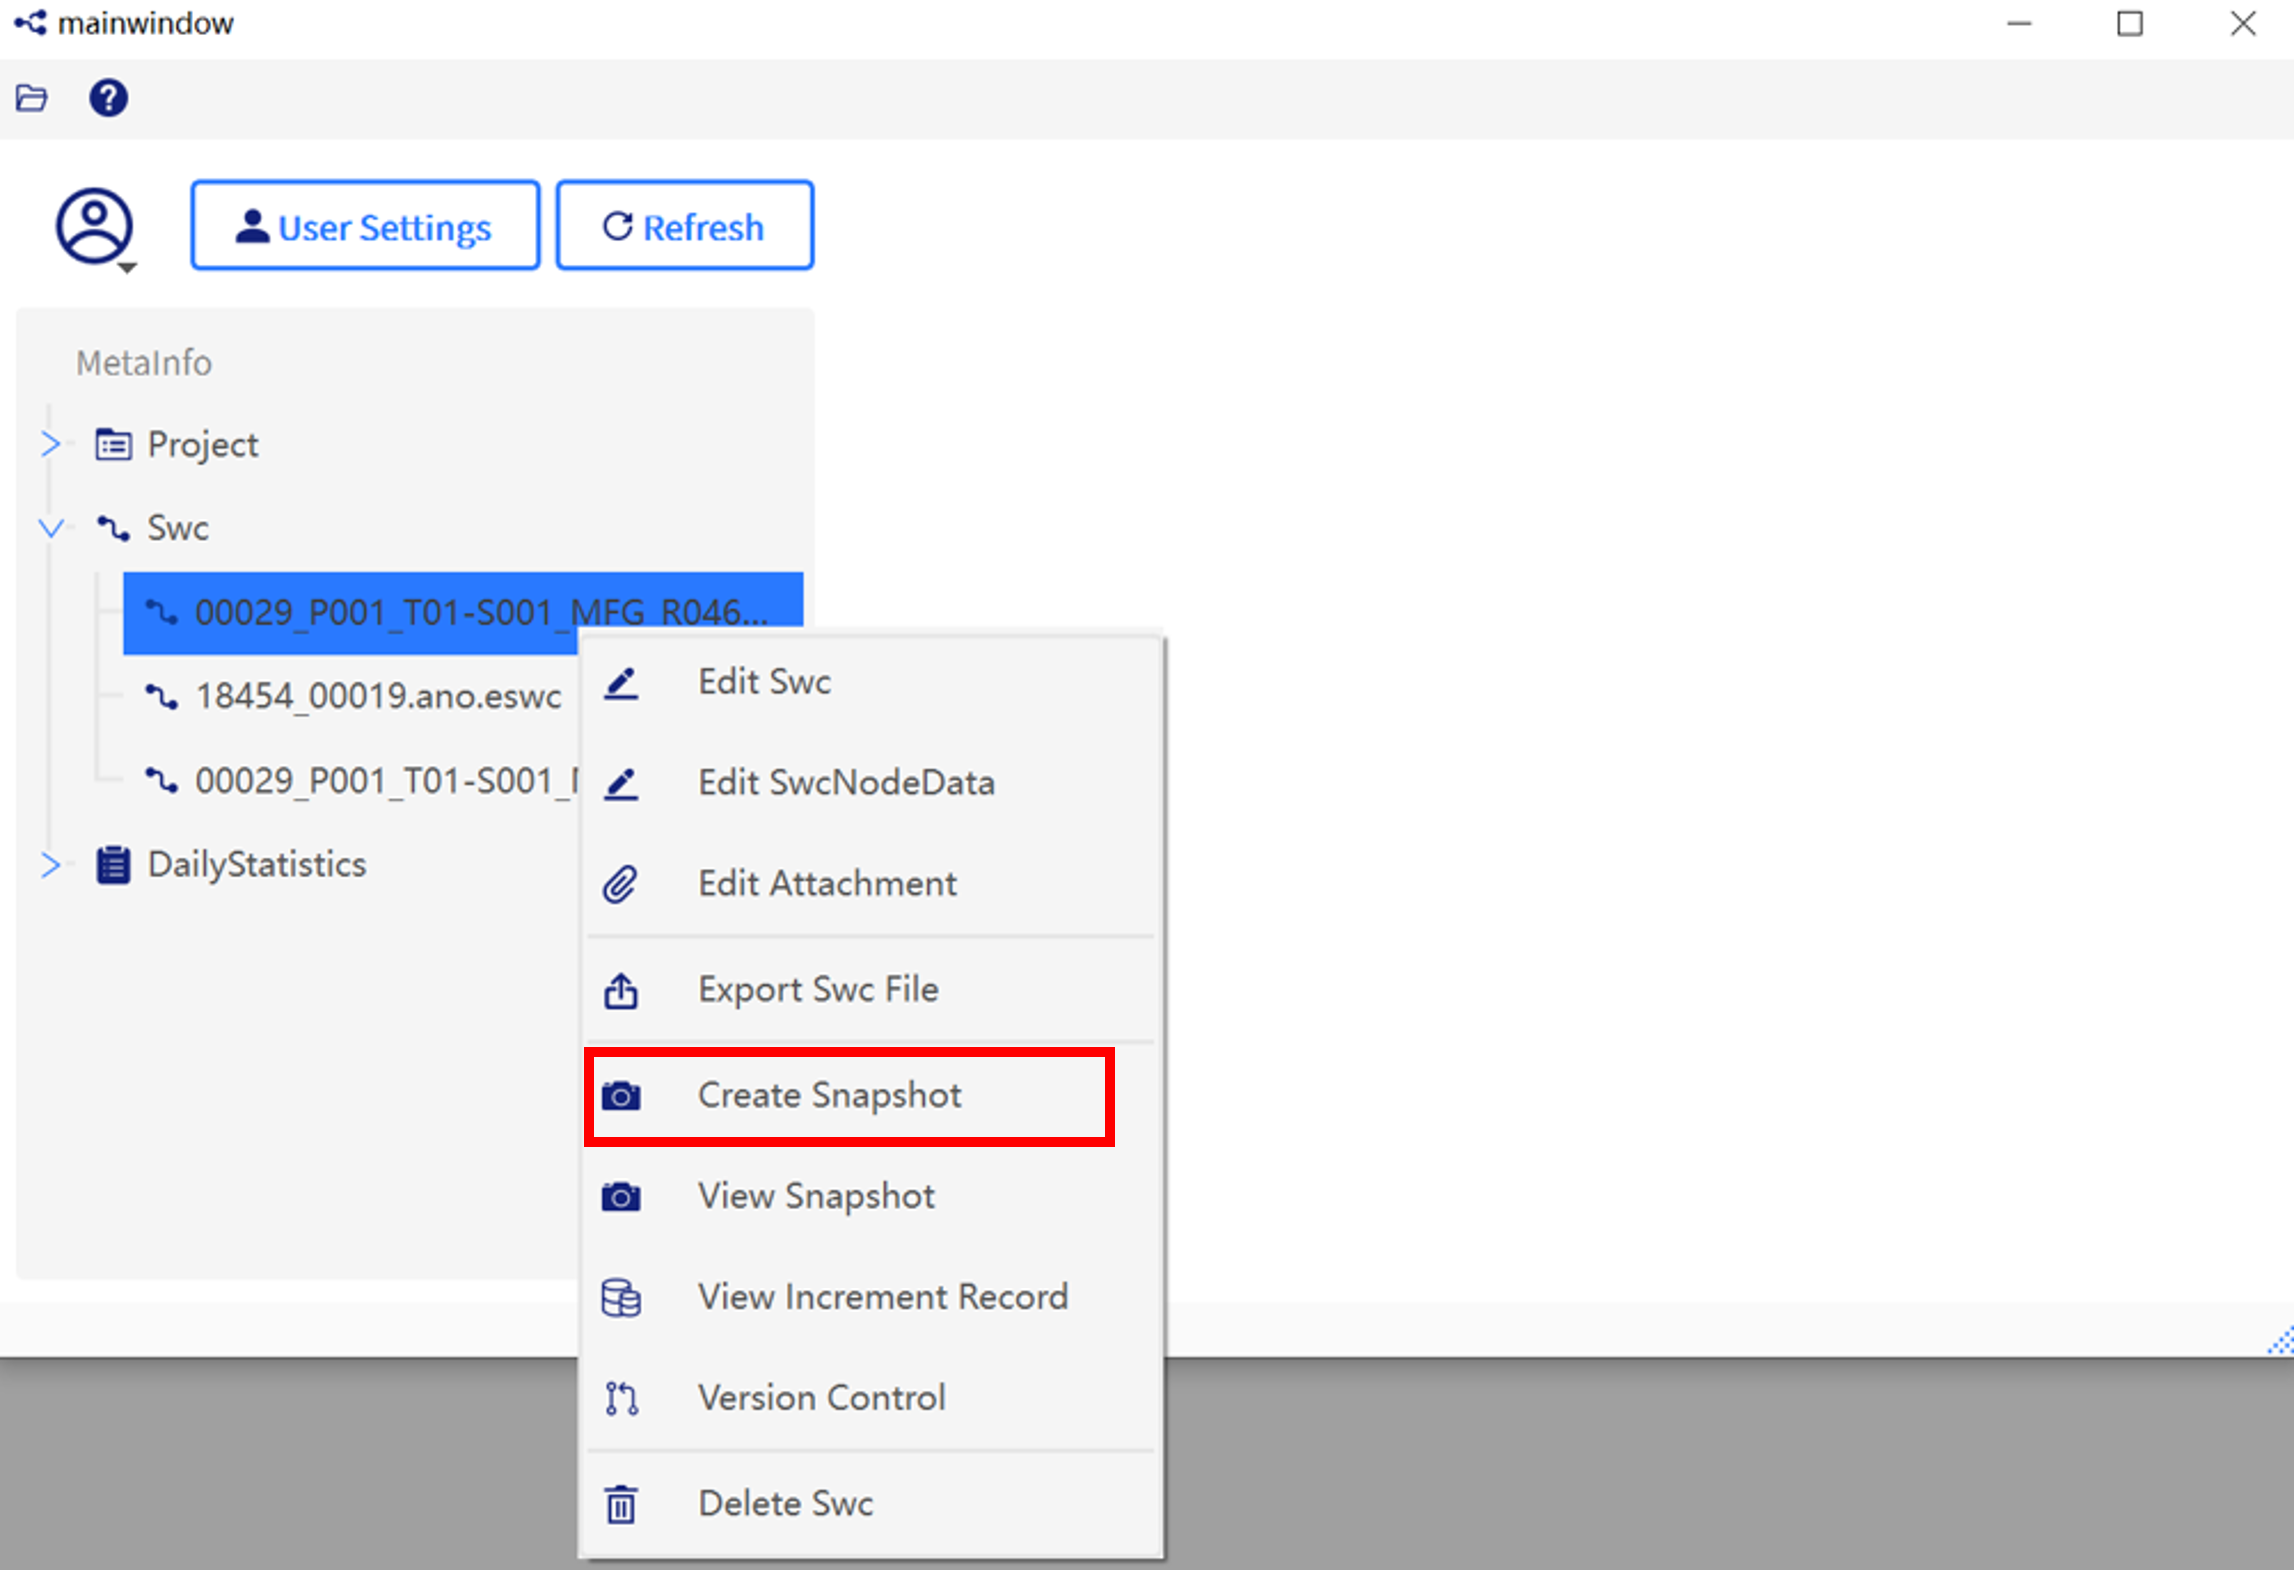 mainwindow
User Settings
Refresh
MetaInfo
Project
Swc
00029_P001_T01-S001_MFG_R046...
18454_00019.ano.eswc
00029_P001_T01-S001_
DailyStatistics
Edit Swc
Edit SwcNodeData
Edit Attachment
Export Swc File
Create Snapshot
View Snapshot
View Increment Record
Version Control
Delete Swc